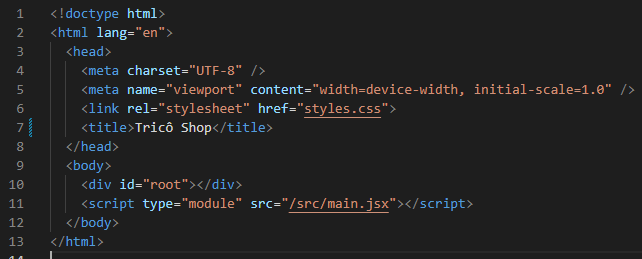 1 <!doctype html>
2 <html lang="en">
3 <head>
4 <meta charset="UTF-8" />
5 <meta name="viewport" content="width=device-width, initial-scale=1.0" />
6 <link rel="stylesheet" href="styles.css">
7 <title>Tricô Shop</title>
8 </head>
9 <body>
10 <div id="root"></div>
11 <script type="module" src="/src/main.jsx"></script>
12 </body>
13 </html>
14